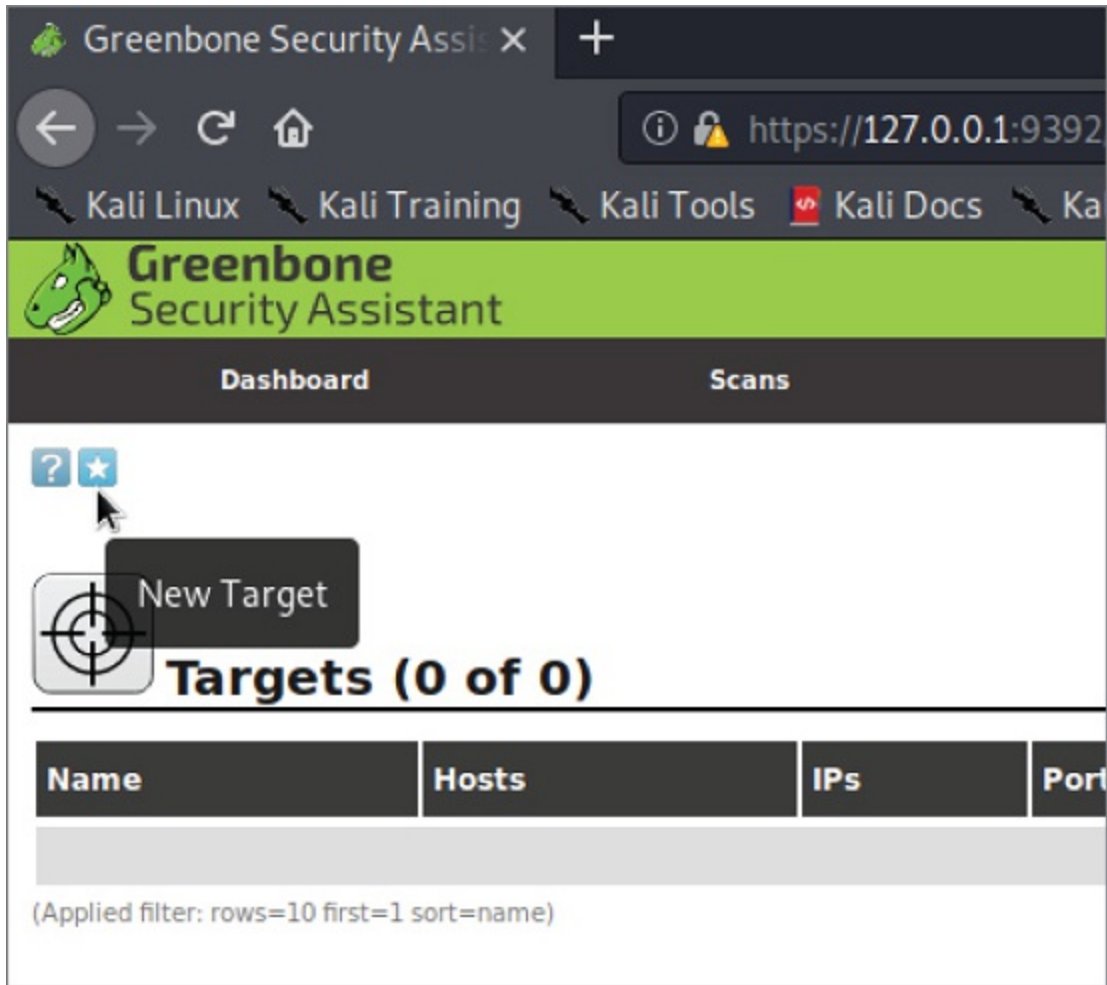 Greenbone Security Assis
https://127.0.0.1:9392
Kali Linux Kali Training Kali Tools Kali Docs Ka
Greenbone
Security Assistant
Dashboard Scans
?
New Target
Targets (0 of 0)
Name Hosts IPs Port
(Applied filter: rows=10 first=1 sort=name)